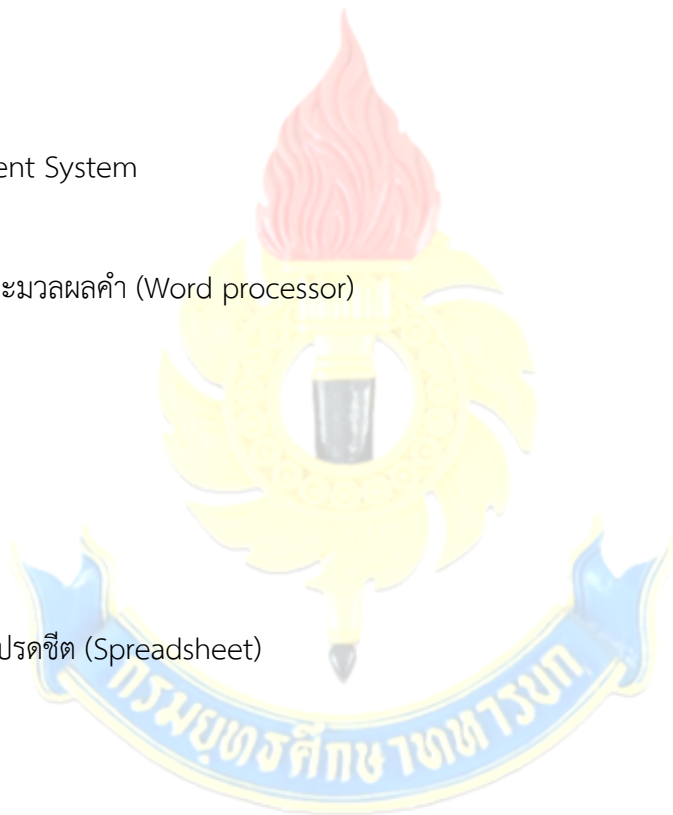 ent System
ะมวลผลคำ (Word processor)
ปรดชีต (Spreadsheet)
กรมยุทธศึกษาทหารบก